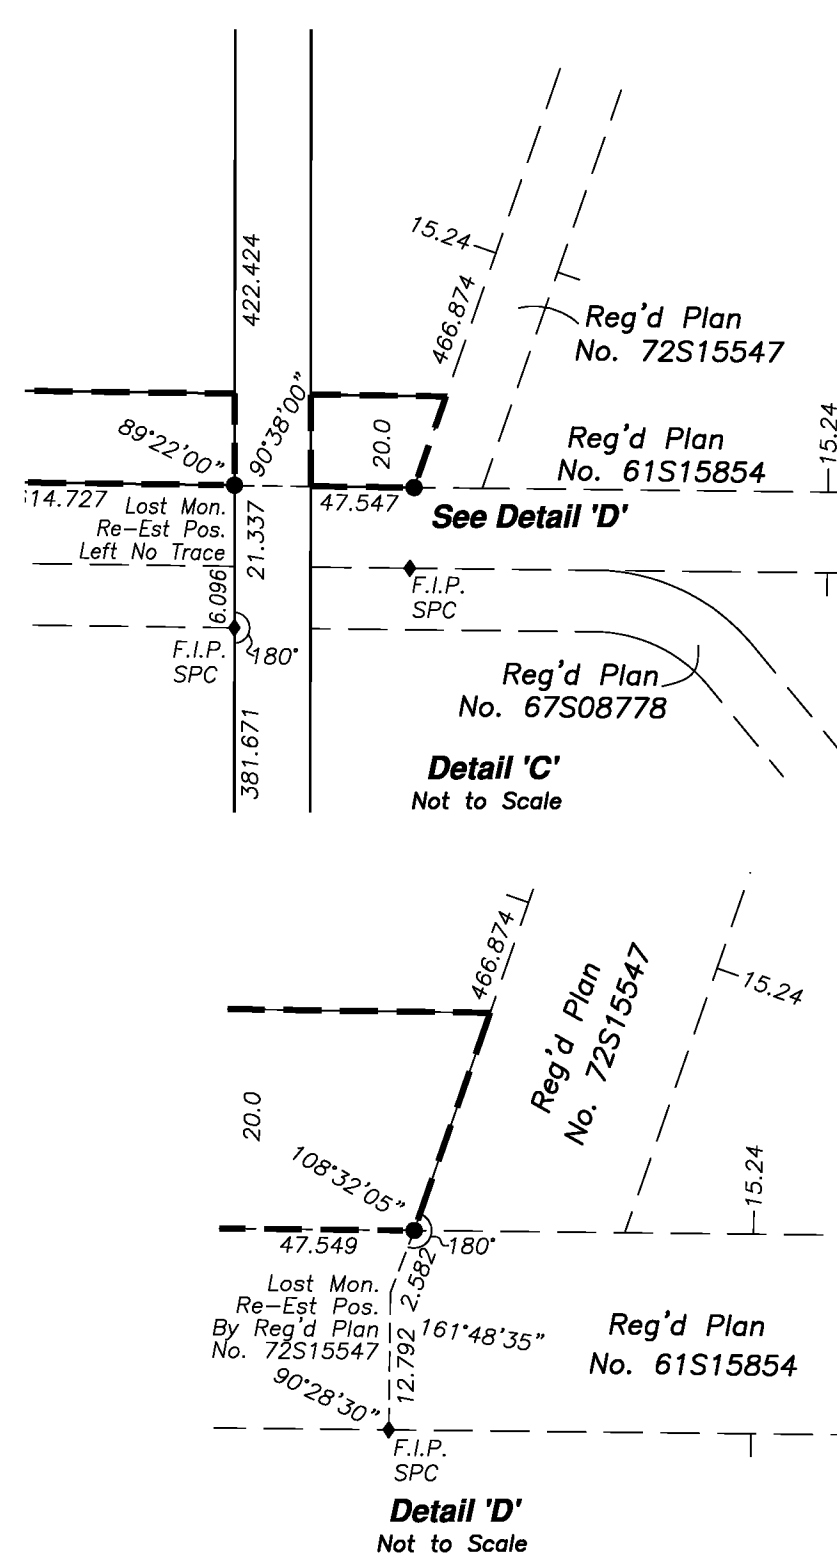 422.424
15.24
466.874
Reg'd Plan
No. 72S15547
89°22'00"
90°38'00"
20.0
Reg'd Plan
No. 61S15854
15.24
14.727
Lost Mon.
Re-Est Pos.
Left No Trace
21.337
47.547
See Detail 'D'
6.096
F.I.P.
SPC
F.I.P.
SPC
180°
Reg'd Plan
No. 67S08778
381.671
Detail 'C'
Not to Scale
466.874
Reg'd Plan
No. 72S15547
15.24
20.0
108°32'05"
15.24
47.549
180°
2.582
Lost Mon.
Re-Est Pos.
By Reg'd Plan
No. 72S15547
12.792
161°48'35"
Reg'd Plan
No. 61S15854
90°28'30"
F.I.P.
SPC
Detail 'D'
Not to Scale